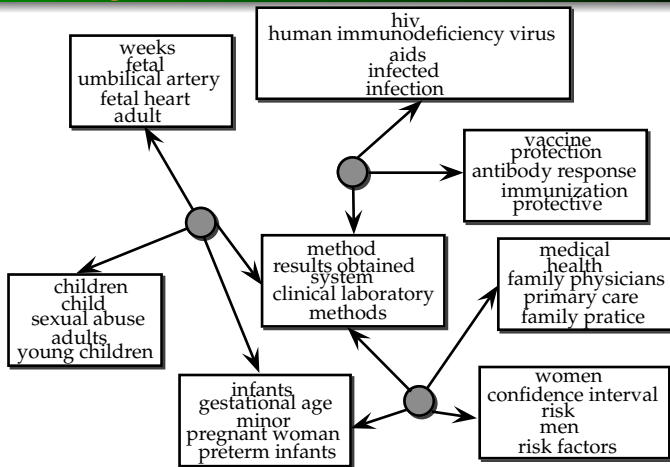 weeks
fetal
umbilical artery
fetal heart
adult
hiv
human immunodeficiency virus
aids
infected
infection
vaccine
protection
antibody response
immunization
protective
method
results obtained
system
clinical laboratory
methods
medical
health
family physicians
primary care
family pratice
children
child
sexual abuse
adults
young children
infants
gestational age
minor
pregnant woman
preterm infants
women
confidence interval
risk
men
risk factors